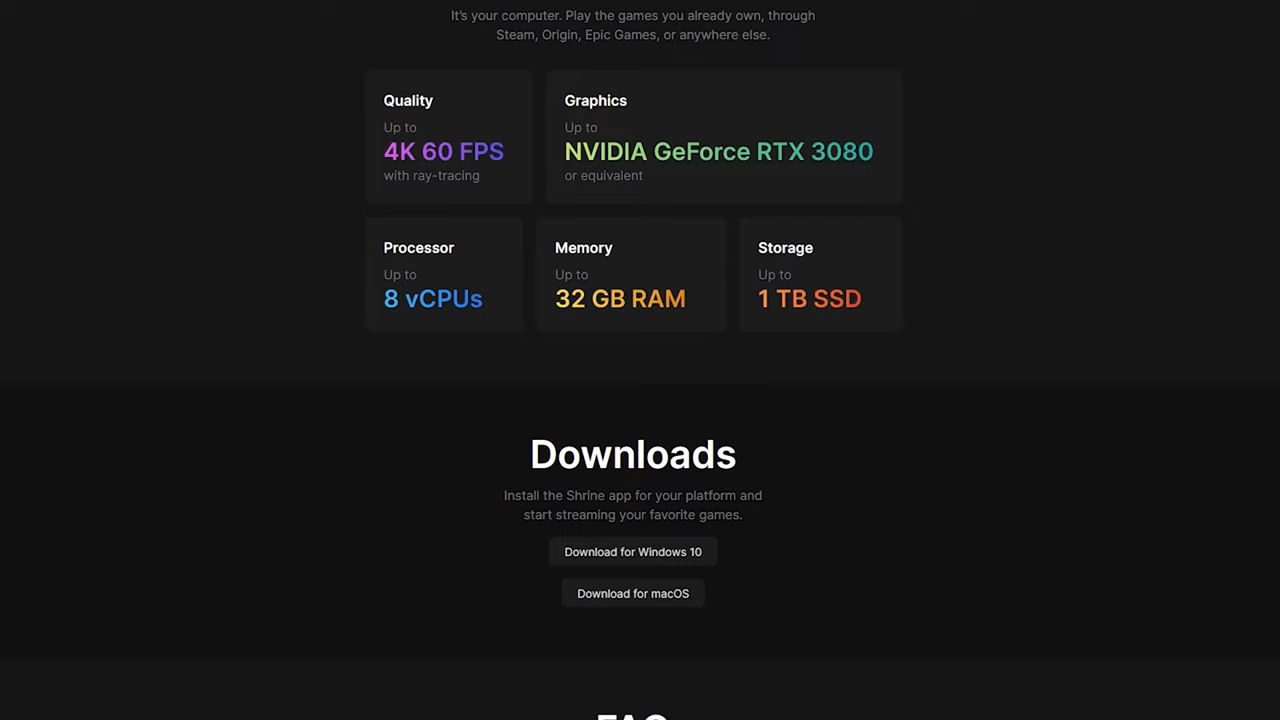 It's your computer. Play the games you already own, through
Steam, Origin, Epic Games, or anywhere else.
Quality
Up to
4K 60 FPS
with ray-tracing
Graphics
Up to
NVIDIA GeForce RTX 3080
or equivalent
Processor
Up to
8 vCPUs
Memory
Up to
32 GB RAM
Storage
Up to
1 TB SSD
Downloads
Install the Shrine app for your platform and
start streaming your favorite games.
Download for Windows 10
Download for macOS
FAQ